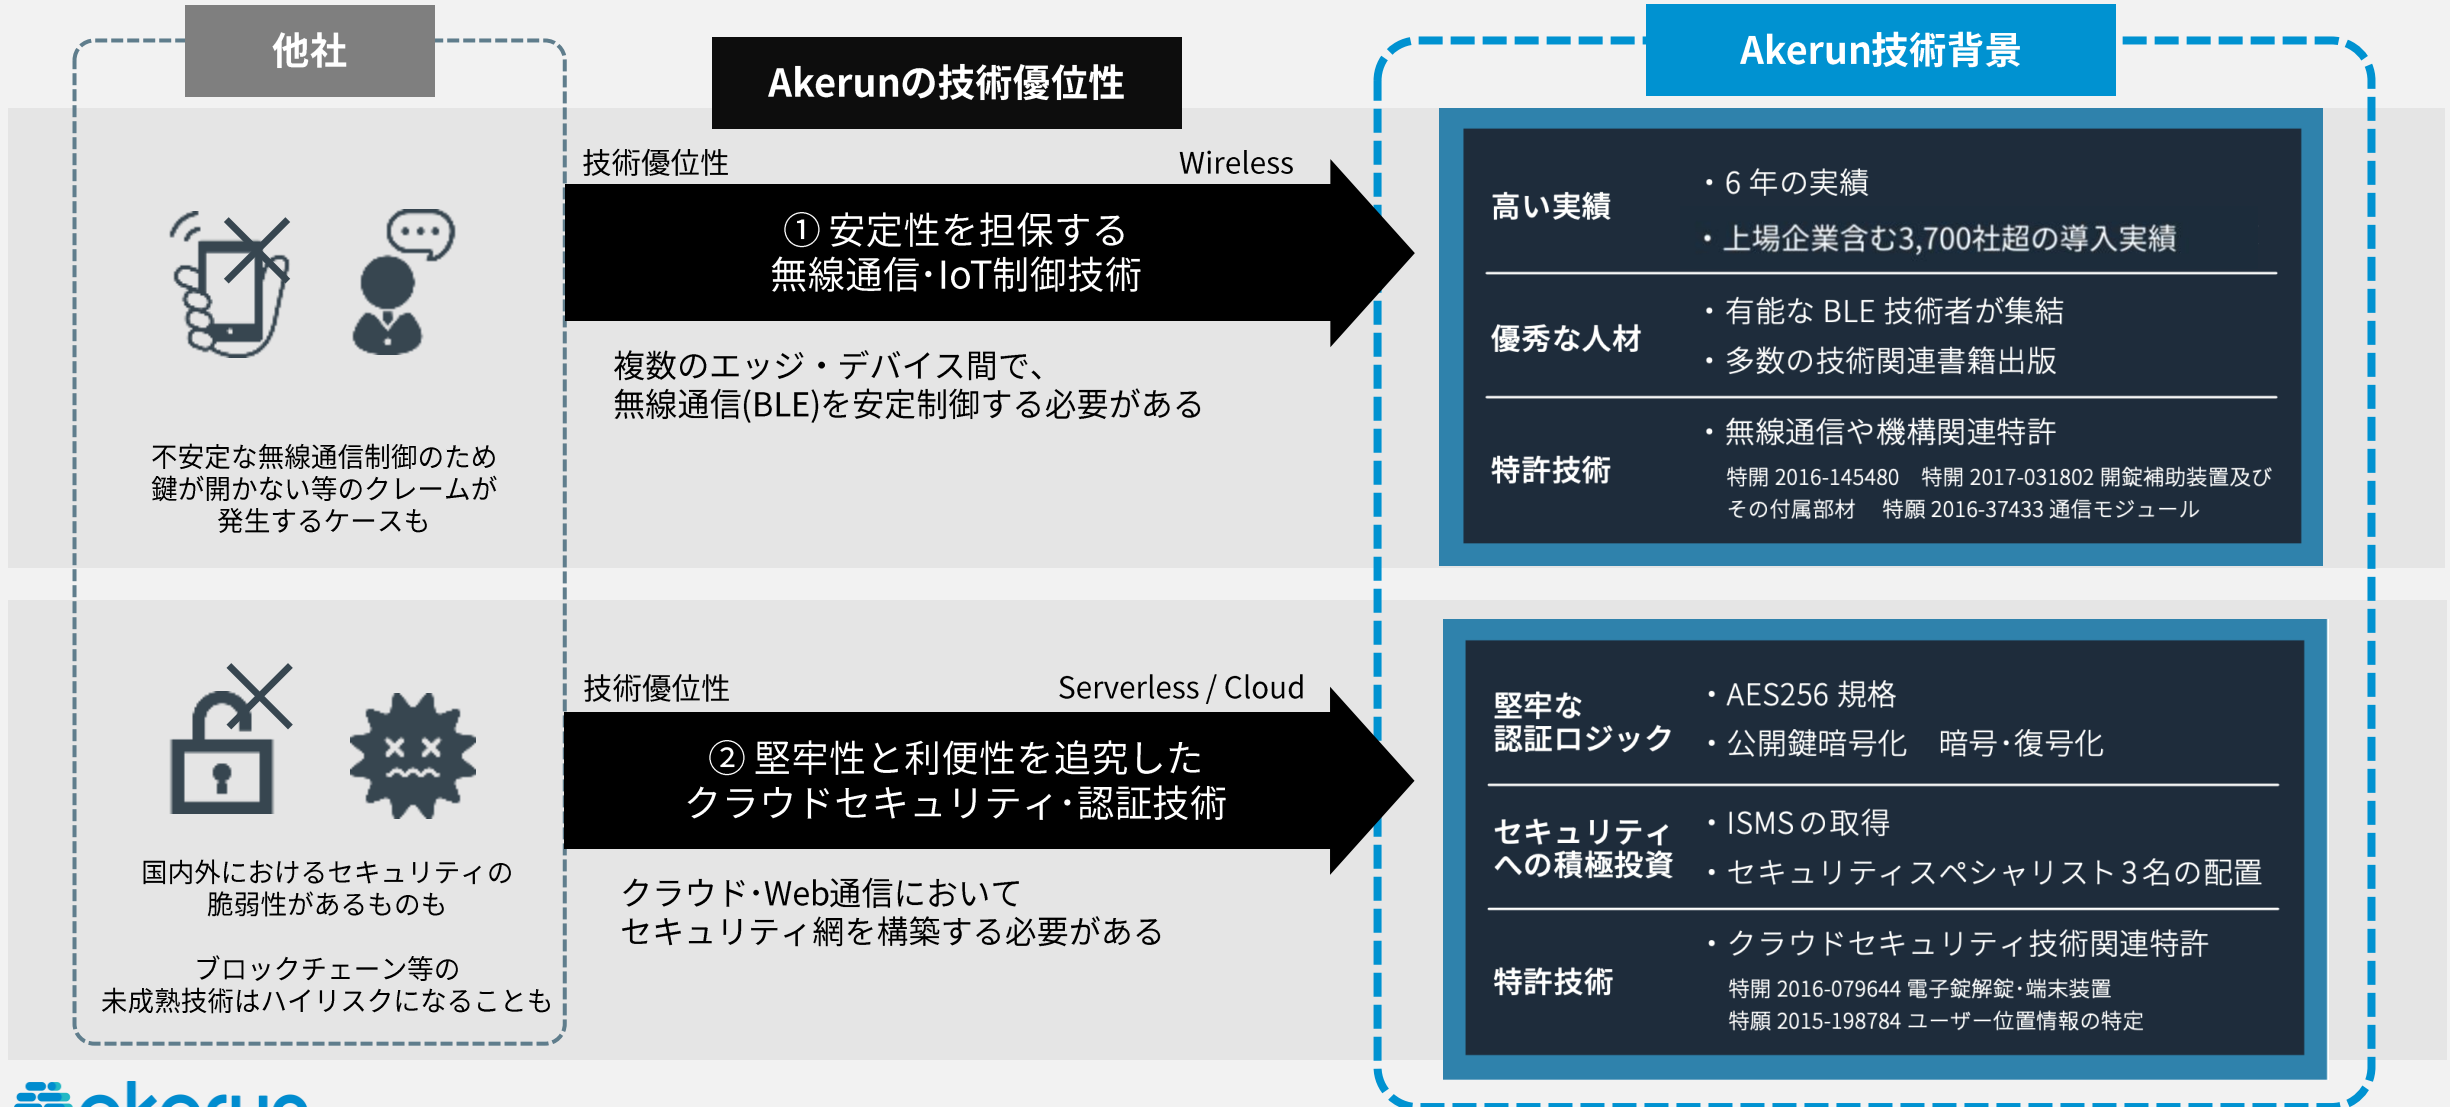 他社
Akerunの技術優位性
Akerun技術背景
技術優位性
Wireless
① 安定性を担保する
無線通信・IoT制御技術
複数のエッジ・デバイス間で、
無線通信(BLE)を安定制御する必要がある
不安定な無線通信制御のため
鍵が開かない等のクレームが
発生するケースも
高い実績
・6 年の実績
・上場企業含む3,700社超の導入実績
優秀な人材
・有能な BLE 技術者が集結
・多数の技術関連書籍出版
特許技術
・無線通信や機構関連特許
特開 2016-145480 特開 2017-031802 開錠補助装置及び
その付属部材 特願 2016-37433 通信モジュール
技術優位性
Serverless / Cloud
② 堅牢性と利便性を追究した
クラウドセキュリティ・認証技術
クラウド・Web通信において
セキュリティ網を構築する必要がある
国内外におけるセキュリティの
脆弱性があるものも
ブロックチェーン等の
未成熟技術はハイリスクになることも
堅牢な
認証ロジック
・AES256 規格
・公開鍵暗号化 暗号・復号化
セキュリティ
への積極投資
・ISMSの取得
・セキュリティスペシャリスト3名の配置
特許技術
・クラウドセキュリティ技術関連特許
特開 2016-079644 電子錠解錠・端末装置
特願 2015-198784 ユーザー位置情報の特定
akerun